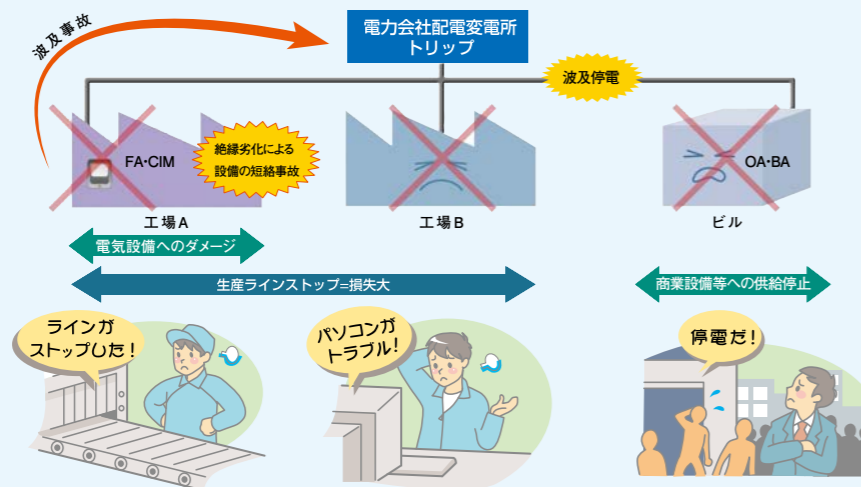 波及事故
電力会社配電変電所
トリップ
波及停電
FA・CIM
絶縁劣化による
設備の短絡事故
OA・BA
工場A
工場B
ビル
電気設備へのダメージ
生産ラインストップ=損失大
商業設備等への供給停止
ラインが
ストップした!
パソコンが
トラブル!
停電だ!